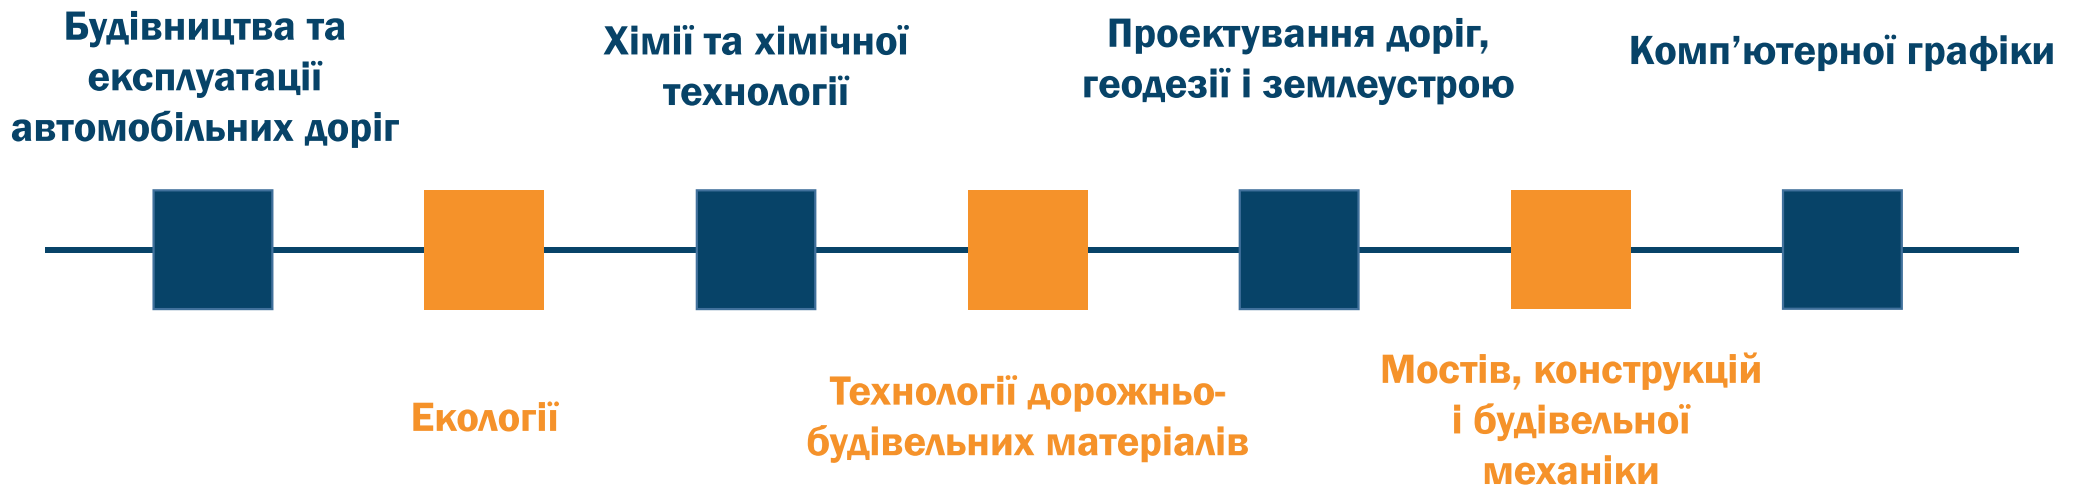 Будівництва та
експлуатації
автомобільних доріг
Екології
Хімії та хімічної
технології
Технології дорожньо-
будівельних матеріалів
Проектування доріг,
геодезії і землеустрою
Мостів, конструкцій
і будівельної
механіки
Комп’ютерної графіки